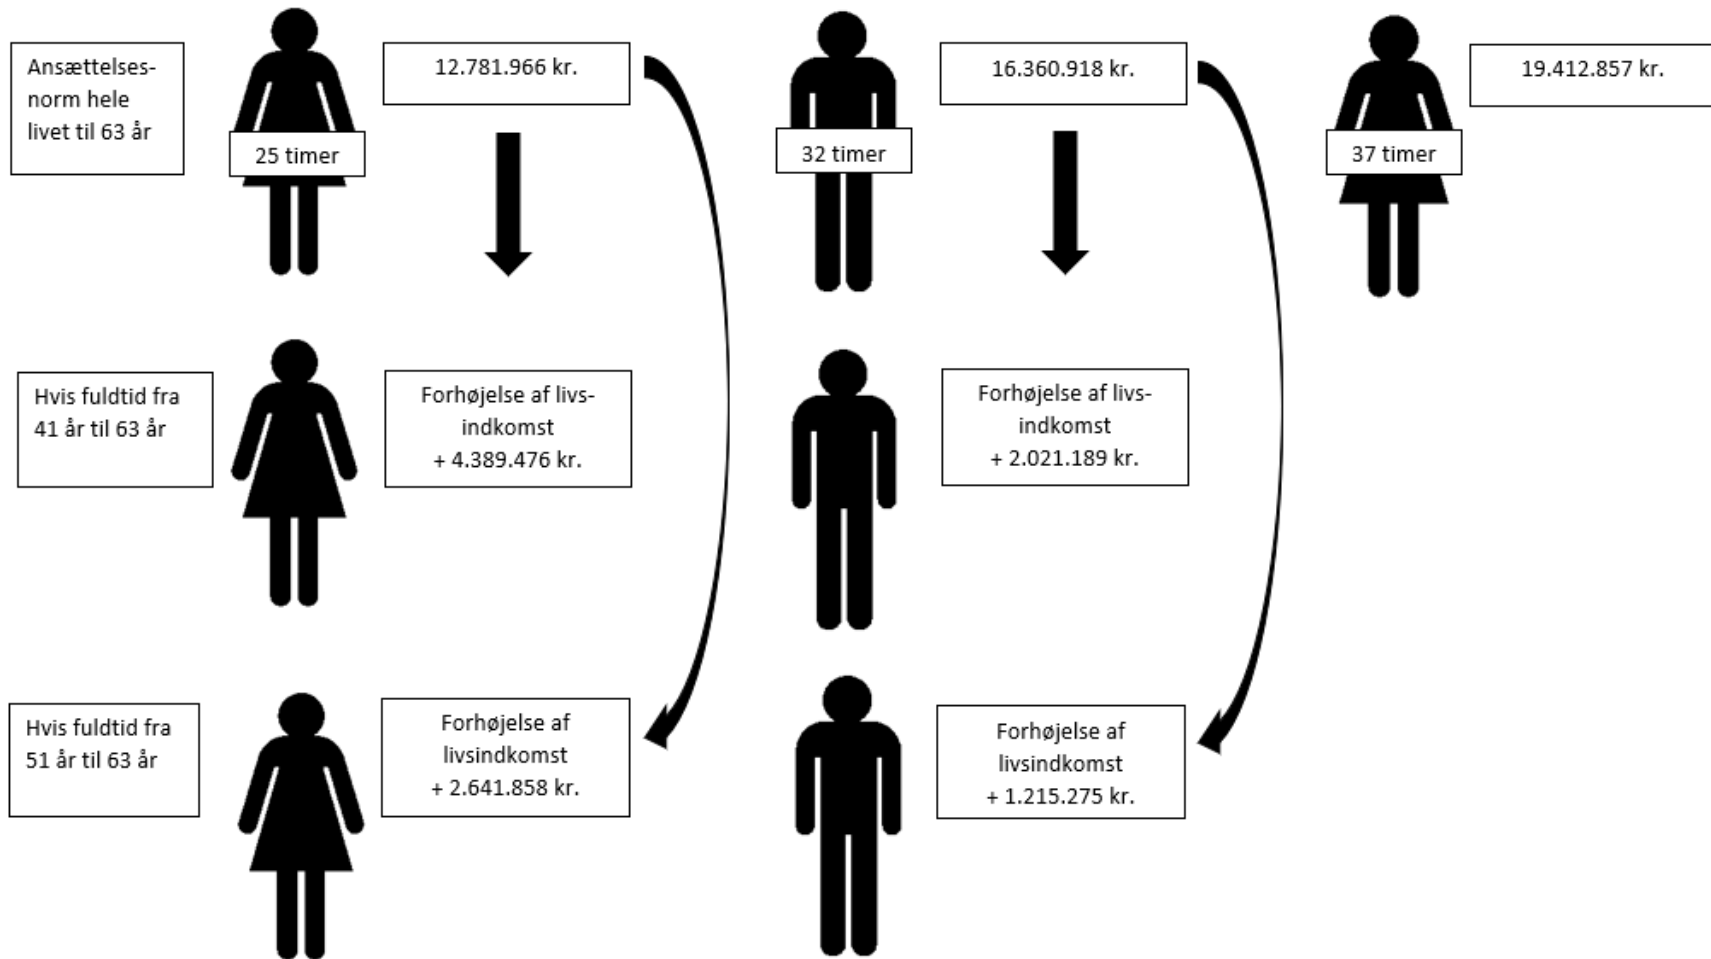 Ansættelses-
norm hele
livet til 63 år
25 timer
12.781.966 kr.
32 timer
16.360.918 kr.
37 timer
19.412.857 kr.
Hvis fuldtid fra
41 år til 63 år
Forhøjelse af livs-
indkomst
+ 4.389.476 kr.
Forhøjelse af livs-
indkomst
+ 2.021.189 kr.
Hvis fuldtid fra
51 år til 63 år
Forhøjelse af
livsindkomst
+ 2.641.858 kr.
Forhøjelse af
livsindkomst
+ 1.215.275 kr.